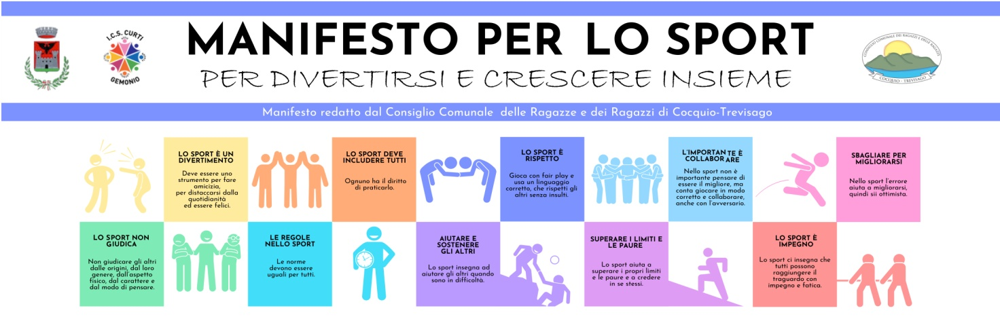 MANIFESTO PER LO SPORT
PER DIVERTIRSI E CRESCERE INSIEME
I.C.S. CURTI
GEMONIO
CONSIGLIO COMUNALE DEI RAGAZZI E DELLE RAGAZZE
COCQUIO - TREVISAGO
Manifesto redatto dal Consiglio Comunale delle Ragazze e dei Ragazzi di Cocquio-Trevisago
LO SPORT È UN
DIVERTIMENTO
Deve essere uno
strumento per fare
amicizia,
per distaccarsi dalla
quotidianità
ed essere felici.
LO SPORT DEVE
INCLUDERE TUTTI
Ognuno ha il diritto
di praticarlo.
LO SPORT È
RISPETTO
Gioca con fair play e
usa un linguaggio
corretto, che rispetti gli
altri senza insulti.
L'IMPORTANTE È
COLLABORARE
Nello sport non è
importante pensare di
essere il migliore, ma
conta giocare in modo
corretto e collaborare,
anche con l'avversario.
SBAGLIARE PER
MIGLIORARSI
Nello sport l'errore
aiuta a migliorarsi,
quindi sii ottimista.
LO SPORT NON
GIUDICA
Non giudicare gli altri
dalle origini, dal loro
genere, dall'aspetto
fisico, dal carattere e
dal modo di pensare.
LE REGOLE
NELLO SPORT
Le norme
devono essere
uguali per tutti.
AIUTARE E
SOSTENERE
GLI ALTRI
Lo sport insegna ad
aiutare gli altri quando
sono in difficoltà.
SUPERARE I LIMITI E
LE PAURE
Lo sport aiuta a
superare i propri limiti
e le paure e a credere
in se stessi.
LO SPORT È
IMPEGNO
Lo sport ci insegna che
tutti possono
raggiungere il
traguardo con
impegno e fatica.